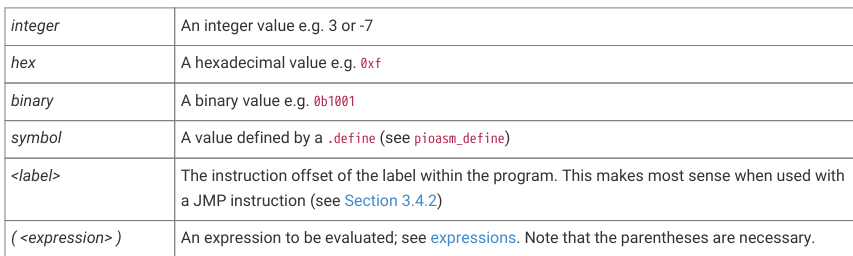 integer An integer value e.g. 3 or -7
hex A hexadecimal value e.g. 0xf
binary A binary value e.g. 0b1001
symbol A value defined by a .define (see pioasm_define)
<label> The instruction offset of the label within the program. This makes most sense when used with
a JMP instruction (see Section 3.4.2)
( <expression> ) An expression to be evaluated; see expressions. Note that the parentheses are necessary.